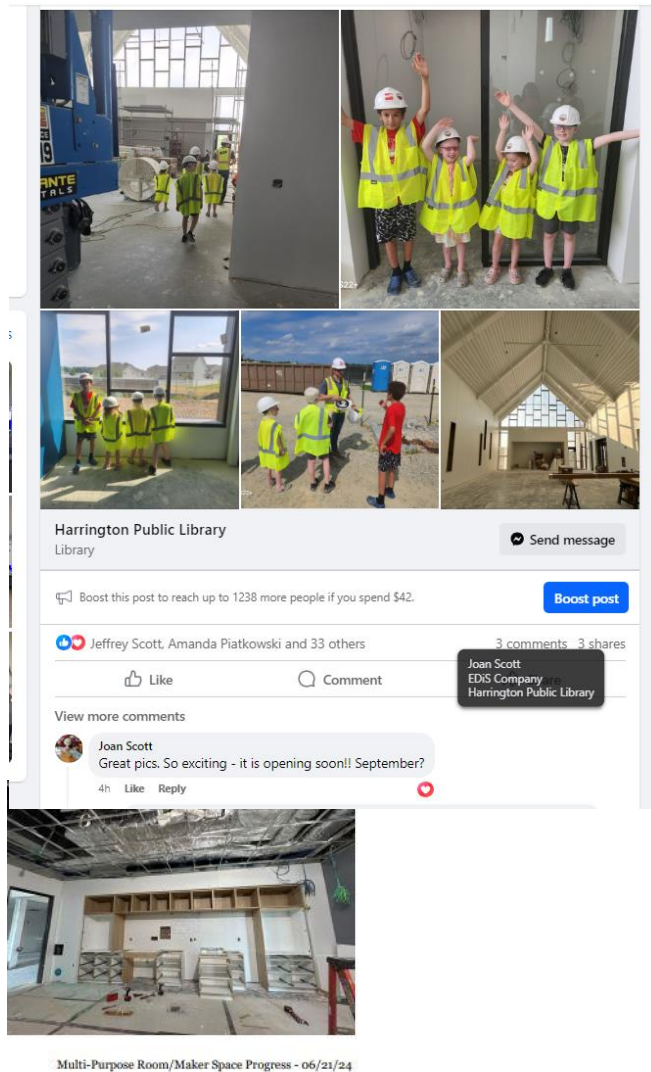 19
ANTE
TALS
Harrington Public Library
Library
Send message
Boost this post to reach up to 1238 more people if you spend $42.
Boost post
Jeffrey Scott, Amanda Piatkowski and 33 others
3 comments 3 shares
Like
Comment
Joan Scott
EDiS Company
Harrington Public Library
View more comments
Joan Scott
Great pics. So exciting - it is opening soon!! September?
4h Like Reply
Multi-Purpose Room/Maker Space Progress - 06/21/24